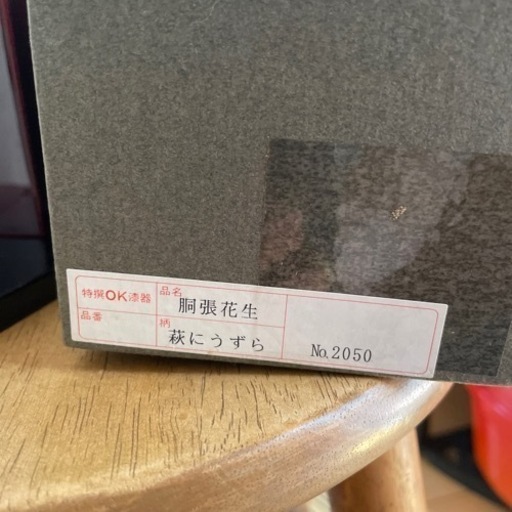 特撰OK漆器
品名
胴張花生
品番
柄
萩にうずら
No.2050